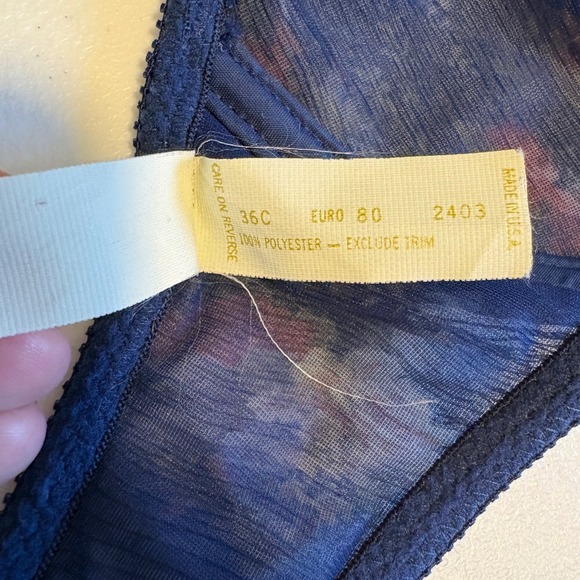 CARE ON REVERSE
36C EURO 80 2403
100% POLYESTER — EXCLUDE TRIM
MADE IN U.S.A.